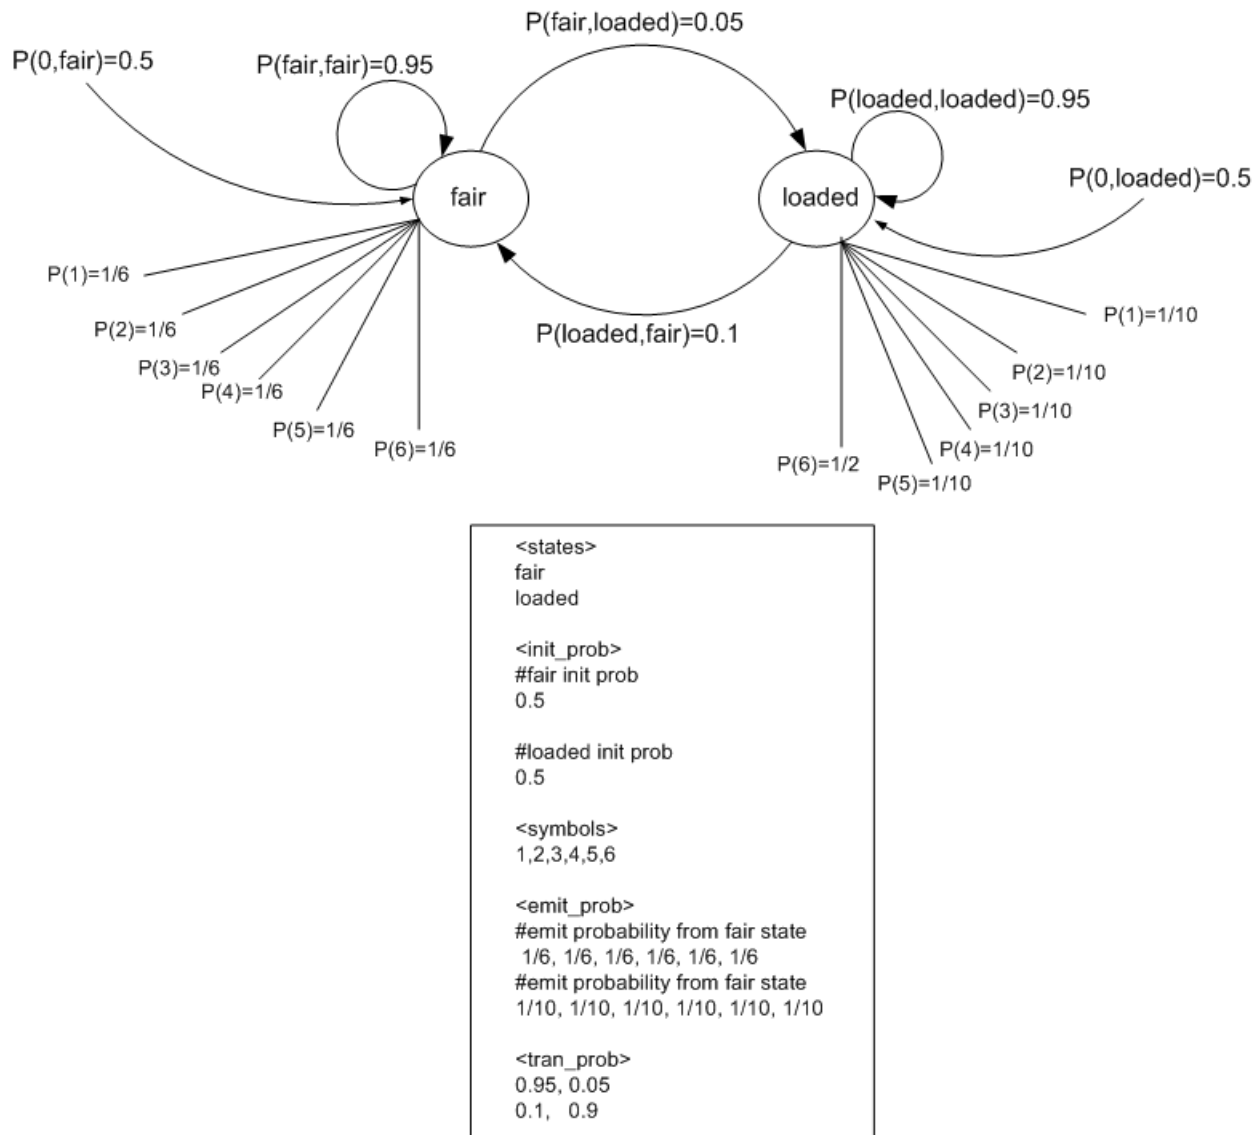 P(fair,loaded)=0.05
P(0,fair)=0.5
P(fair,fair)=0.95
P(loaded,loaded)=0.95
P(0,loaded)=0.5
fair
loaded
P(loaded,fair)=0.1
P(1)=1/6
P(2)=1/6
P(3)=1/6
P(4)=1/6
P(5)=1/6
P(6)=1/6
P(1)=1/10
P(2)=1/10
P(3)=1/10
P(4)=1/10
P(5)=1/10
P(6)=1/2
<states>
fair
loaded
<init_prob>
#fair init prob
0.5
#loaded init prob
0.5
<symbols>
1,2,3,4,5,6
<emit_prob>
#emit probability from fair state
1/6, 1/6, 1/6, 1/6, 1/6, 1/6
#emit probability from fair state
1/10, 1/10, 1/10, 1/10, 1/10, 1/10
<tran_prob>
0.95, 0.05
0.1, 0.9